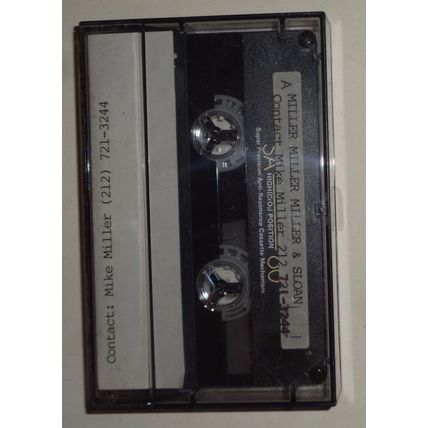 A MILLER MILLER MILLER & SLOAN
Contact Mike Miller 212 721-3244
SA HIGH(CrO₂) POSITION 60
Super Precision Anti-Resonance Cassette Mechanism
Contact: Mike Miller (212) 721-3244